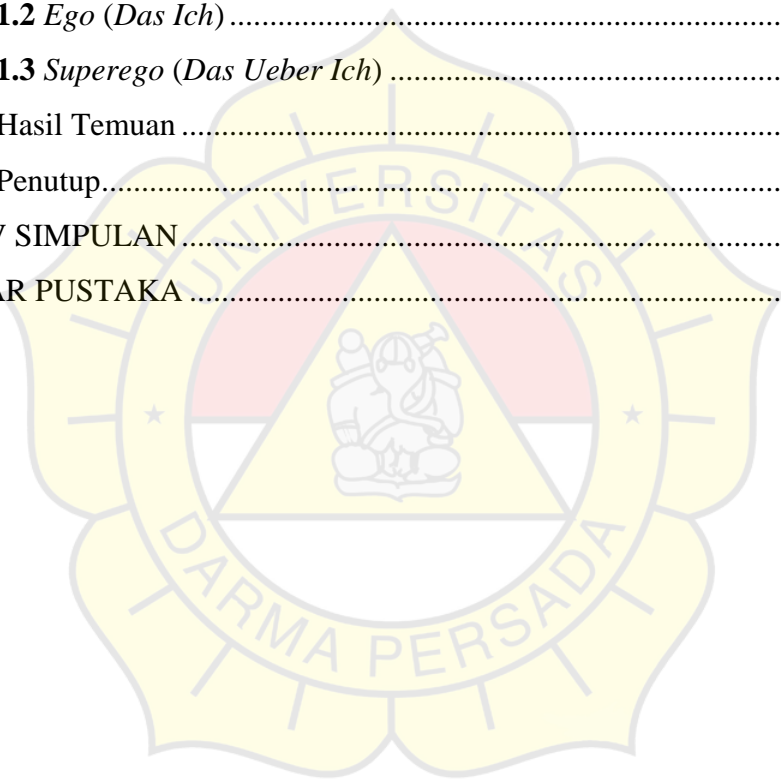 1.2 Ego (Das Ich)..........................................................................
1.3 Superego (Das Ueber Ich)....................................................
Hasil Temuan...............................................................................
Penutup........................................................................................
SIMPULAN.................................................................................
AR PUSTAKA............................................................................
UNIVERSITAS
DARMA PERSADA